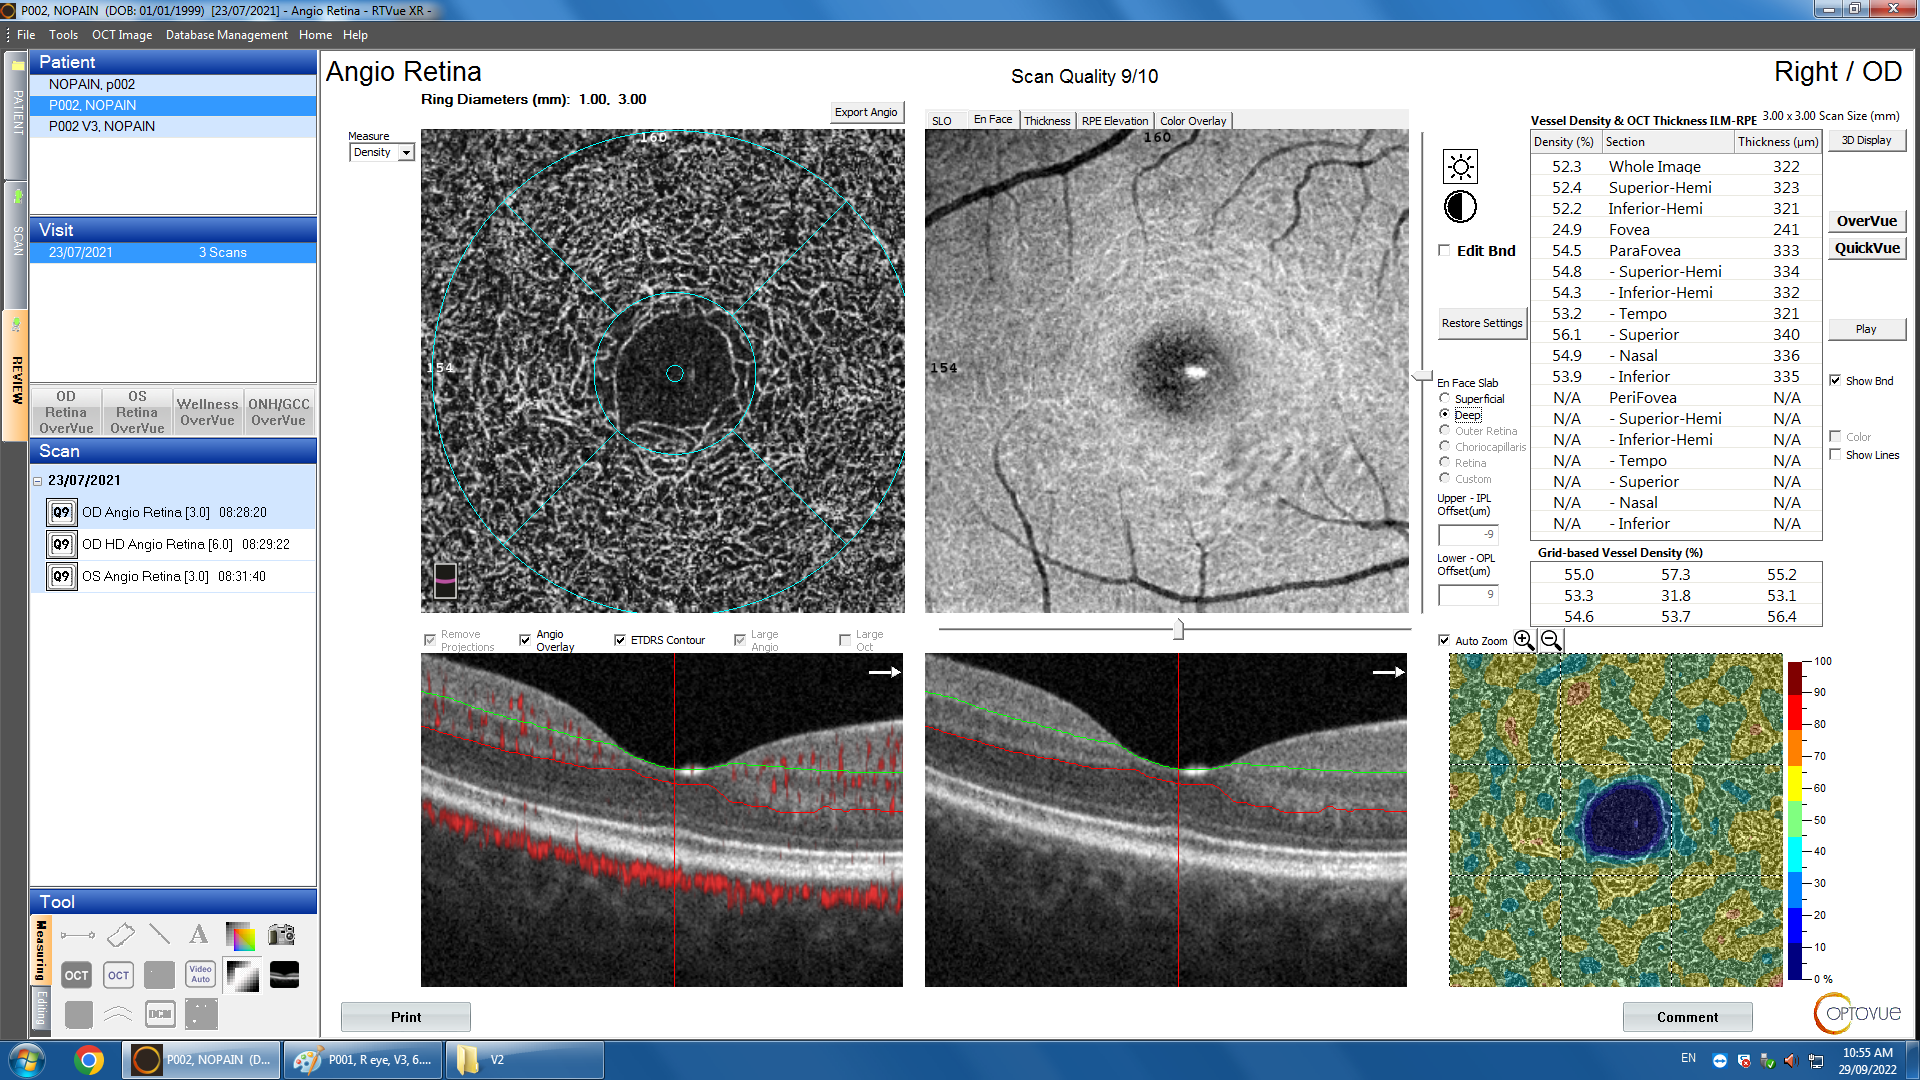 P002, NOPAIN  (DOB: 01/01/1999)  [23/07/2021] - Angio Retina - RTVue XR -
File Tools OCT Image Database Management Home Help
PATIENT
SCAN
REVIEW
Patient
NOPAIN, p002
P002, NOPAIN
P002 V3, NOPAIN
Visit
23/07/2021 3 Scans
OD Retina OverVue
OS Retina OverVue
Wellness OverVue
ONH/GCC OverVue
Scan
23/07/2021
Q9 OD Angio Retina [3.0] 08:28:20
Q9 OD HD Angio Retina [6.0] 08:29:22
Q9 OS Angio Retina [3.0] 08:31:40
Tool
Measuring
Editing
A
OCT OCT Video Auto
DCM
Angio Retina
Scan Quality 9/10
Right / OD
Ring Diameters (mm): 1.00, 3.00
Export Angio
Measure
Density
160
154
SLO En Face Thickness RPE Elevation Color Overlay
160
154
Remove Projections
Angio Overlay
ETDRS Contour
Large Angio
Large Oct
Edit Bnd
Restore Settings
En Face Slab
Superficial
Deep
Outer Retina
Choriocapillaris
Retina
Custom
Upper - IPL
Offset(um)
-9
Lower - OPL
Offset(um)
9
Vessel Density & OCT Thickness ILM-RPE 3.00 x 3.00 Scan Size (mm)
Density (%) Section Thickness (µm)
52.3 Whole Image 322
52.4 Superior-Hemi 323
52.2 Inferior-Hemi 321
24.9 Fovea 241
54.5 ParaFovea 333
54.8 - Superior-Hemi 334
54.3 - Inferior-Hemi 332
53.2 - Tempo 321
56.1 - Superior 340
54.9 - Nasal 336
53.9 - Inferior 335
N/A PeriFovea N/A
N/A - Superior-Hemi N/A
N/A - Inferior-Hemi N/A
N/A - Tempo N/A
N/A - Superior N/A
N/A - Nasal N/A
N/A - Inferior N/A
Grid-based Vessel Density (%)
55.0 57.3 55.2
53.3 31.8 53.1
54.6 53.7 56.4
3D Display
OverVue
QuickVue
Play
Show Bnd
Color
Show Lines
Auto Zoom
100
90
80
70
60
50
40
30
20
10
0 %
Print
Comment
OPTOVUE
P002, NOPAIN (D...
P001, R eye, V3, 6....
V2
EN
10:55 AM
29/09/2022